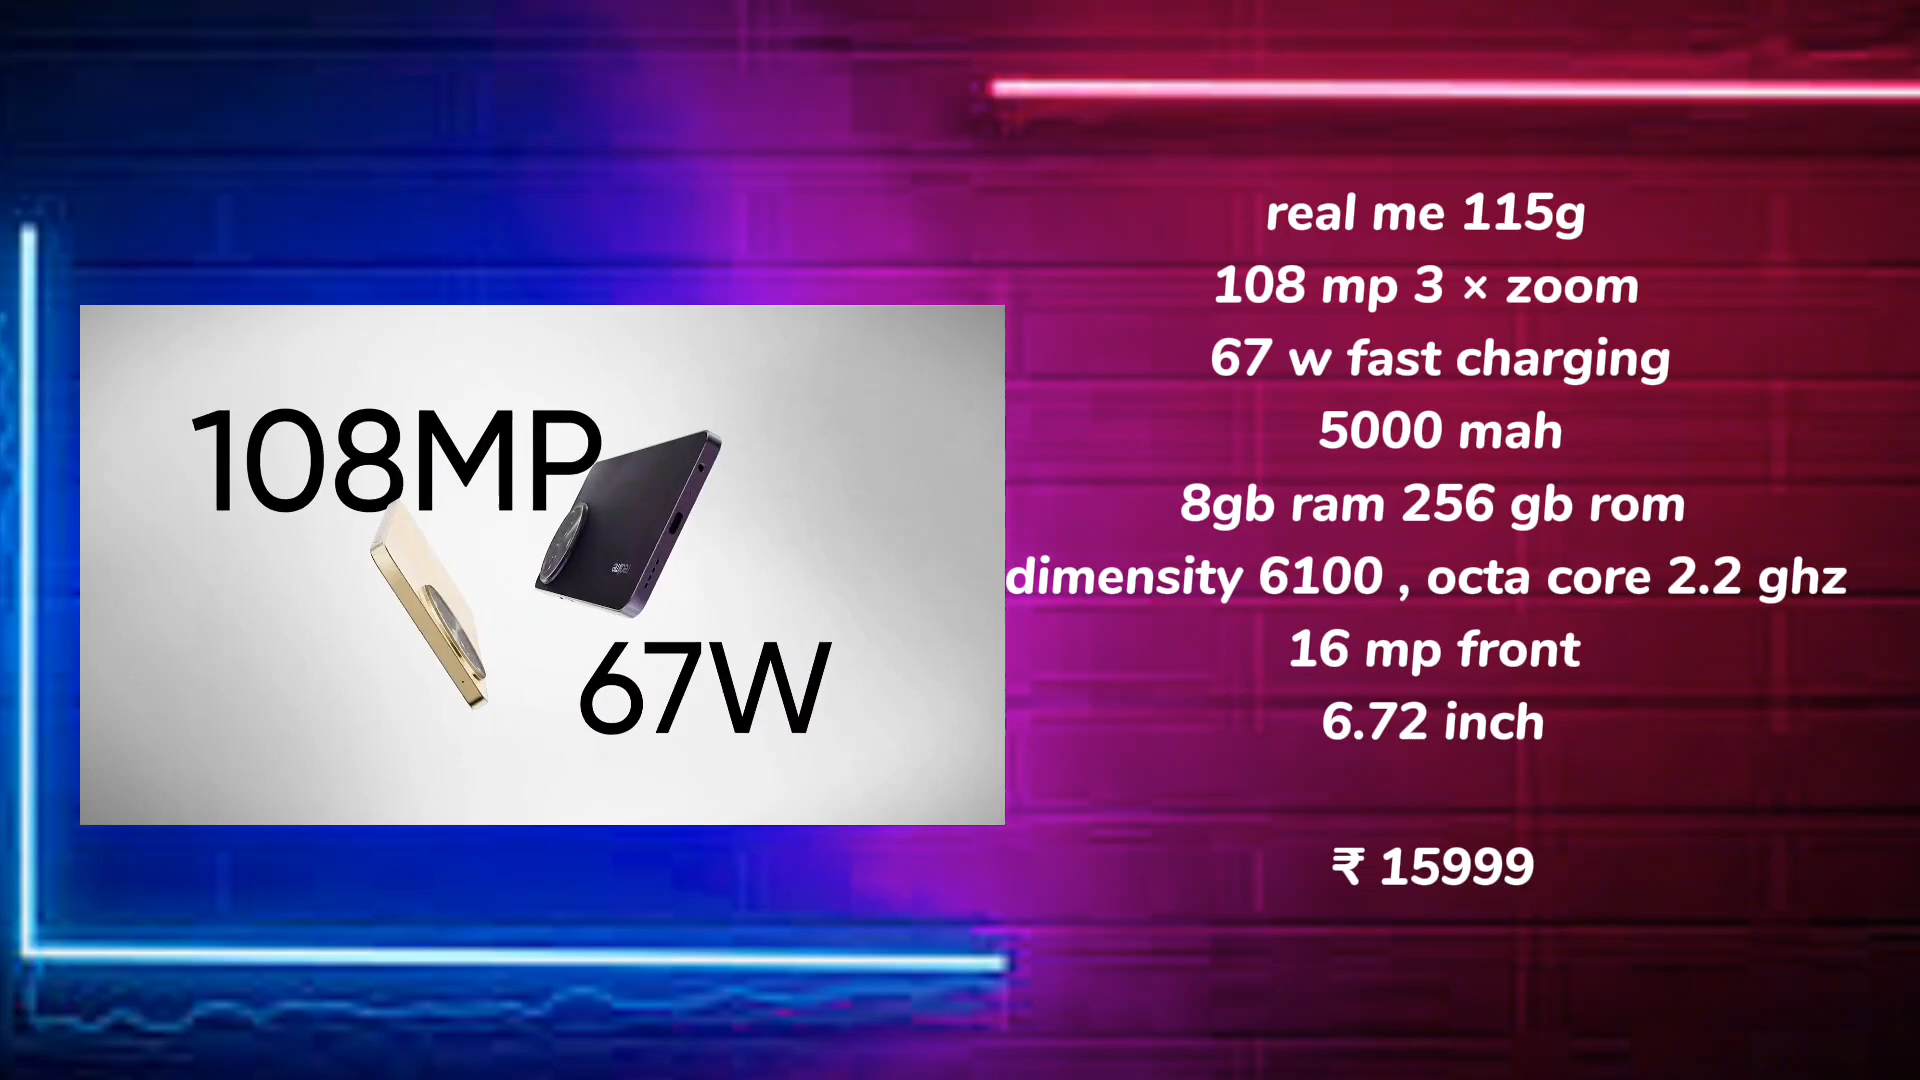 108MP
67W
real me 115g
108 mp 3 × zoom
67 w fast charging
5000 mah
8gb ram 256 gb rom
dimensity 6100 , octa core 2.2 ghz
16 mp front
6.72 inch
₹ 15999